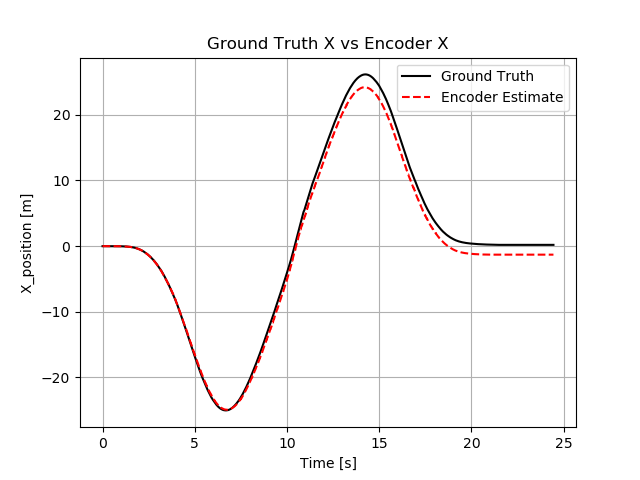 Ground Truth X vs Encoder X
Ground Truth
Encoder Estimate
X_position [m]
20
10
0
−10
−20
0 5 10 15 20 25
Time [s]